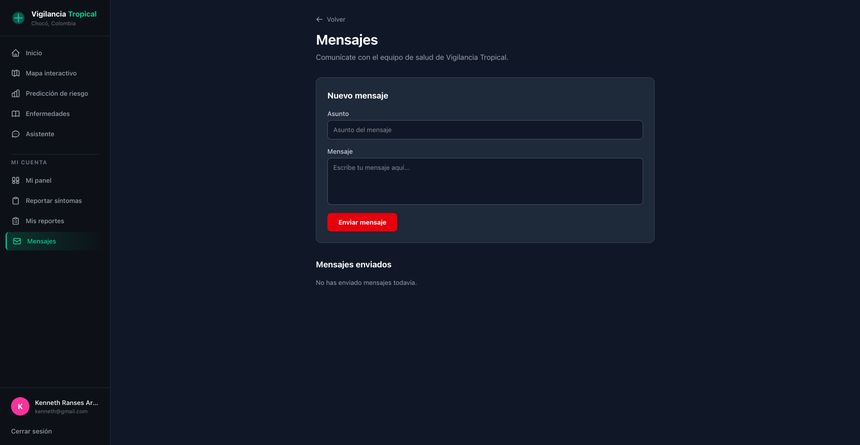 Vigilancia Tropical
Chocó, Colombia
Inicio
Mapa interactivo
Predicción de riesgo
Enfermedades
Asistente
MI CUENTA
Mi panel
Reportar síntomas
Mis reportes
Mensajes
K
Kenneth Ranses Ar...
kenneth@gmail.com
Cerrar sesión
Volver
Mensajes
Comunícate con el equipo de salud de Vigilancia Tropical.
Nuevo mensaje
Asunto
Asunto del mensaje
Mensaje
Escribe tu mensaje aquí...
Enviar mensaje
Mensajes enviados
No has enviado mensajes todavía.